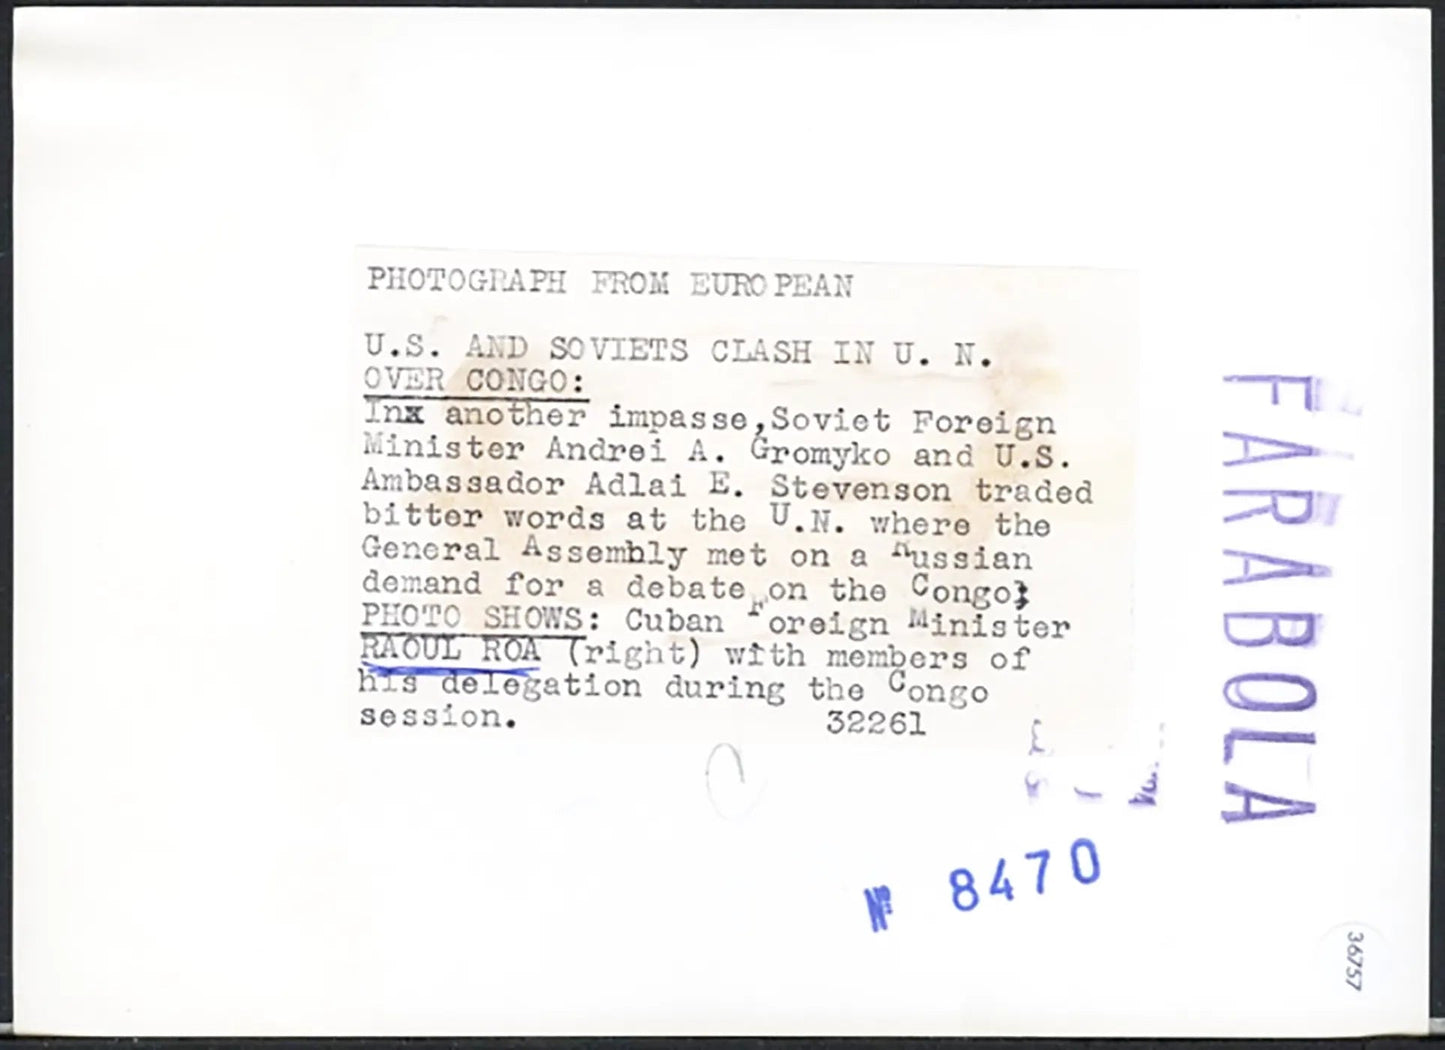 PHOTOGRAPH FROM EUROPEAN
U.S. AND SOVIETS CLASH IN U. N.
OVER CONGO:
Inx another impasse,Soviet Foreign
Minister Andrei A. Gromyko and U.S.
Ambassador Adlai E. Stevenson traded
bitter words at the U.N. where the
General Assembly met on a Russian
demand for a debate on the Congo;
PHOTO SHOWS: Cuban Foreign Minister
RAOUL ROA (right) with members of
his delegation during the Congo
session. 32261
FARABOLA
Nº 8470
36757